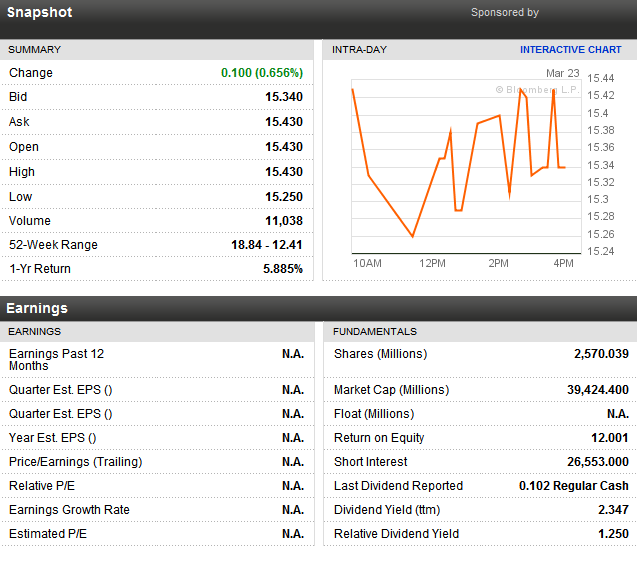 Snapshot
Sponsored by
SUMMARY
Change 0.100 (0.656%)
Bid 15.340
Ask 15.430
Open 15.430
High 15.430
Low 15.250
Volume 11,038
52-Week Range 18.84 - 12.41
1-Yr Return 5.885%
INTRA-DAY INTERACTIVE CHART
Mar 23
© Bloomberg L.P.
15.44
15.42
15.4
15.38
15.36
15.34
15.32
15.3
15.28
15.26
15.24
10AM 12PM 2PM 4PM
Earnings
EARNINGS
Earnings Past 12 N.A.
Months
Quarter Est. EPS () N.A.
Quarter Est. EPS () N.A.
Year Est. EPS () N.A.
Price/Earnings (Trailing) N.A.
Relative P/E N.A.
Earnings Growth Rate N.A.
Estimated P/E N.A.
FUNDAMENTALS
Shares (Millions) 2,570.039
Market Cap (Millions) 39,424.400
Float (Millions) N.A.
Return on Equity 12.001
Short Interest 26,553.000
Last Dividend Reported 0.102 Regular Cash
Dividend Yield (ttm) 2.347
Relative Dividend Yield 1.250